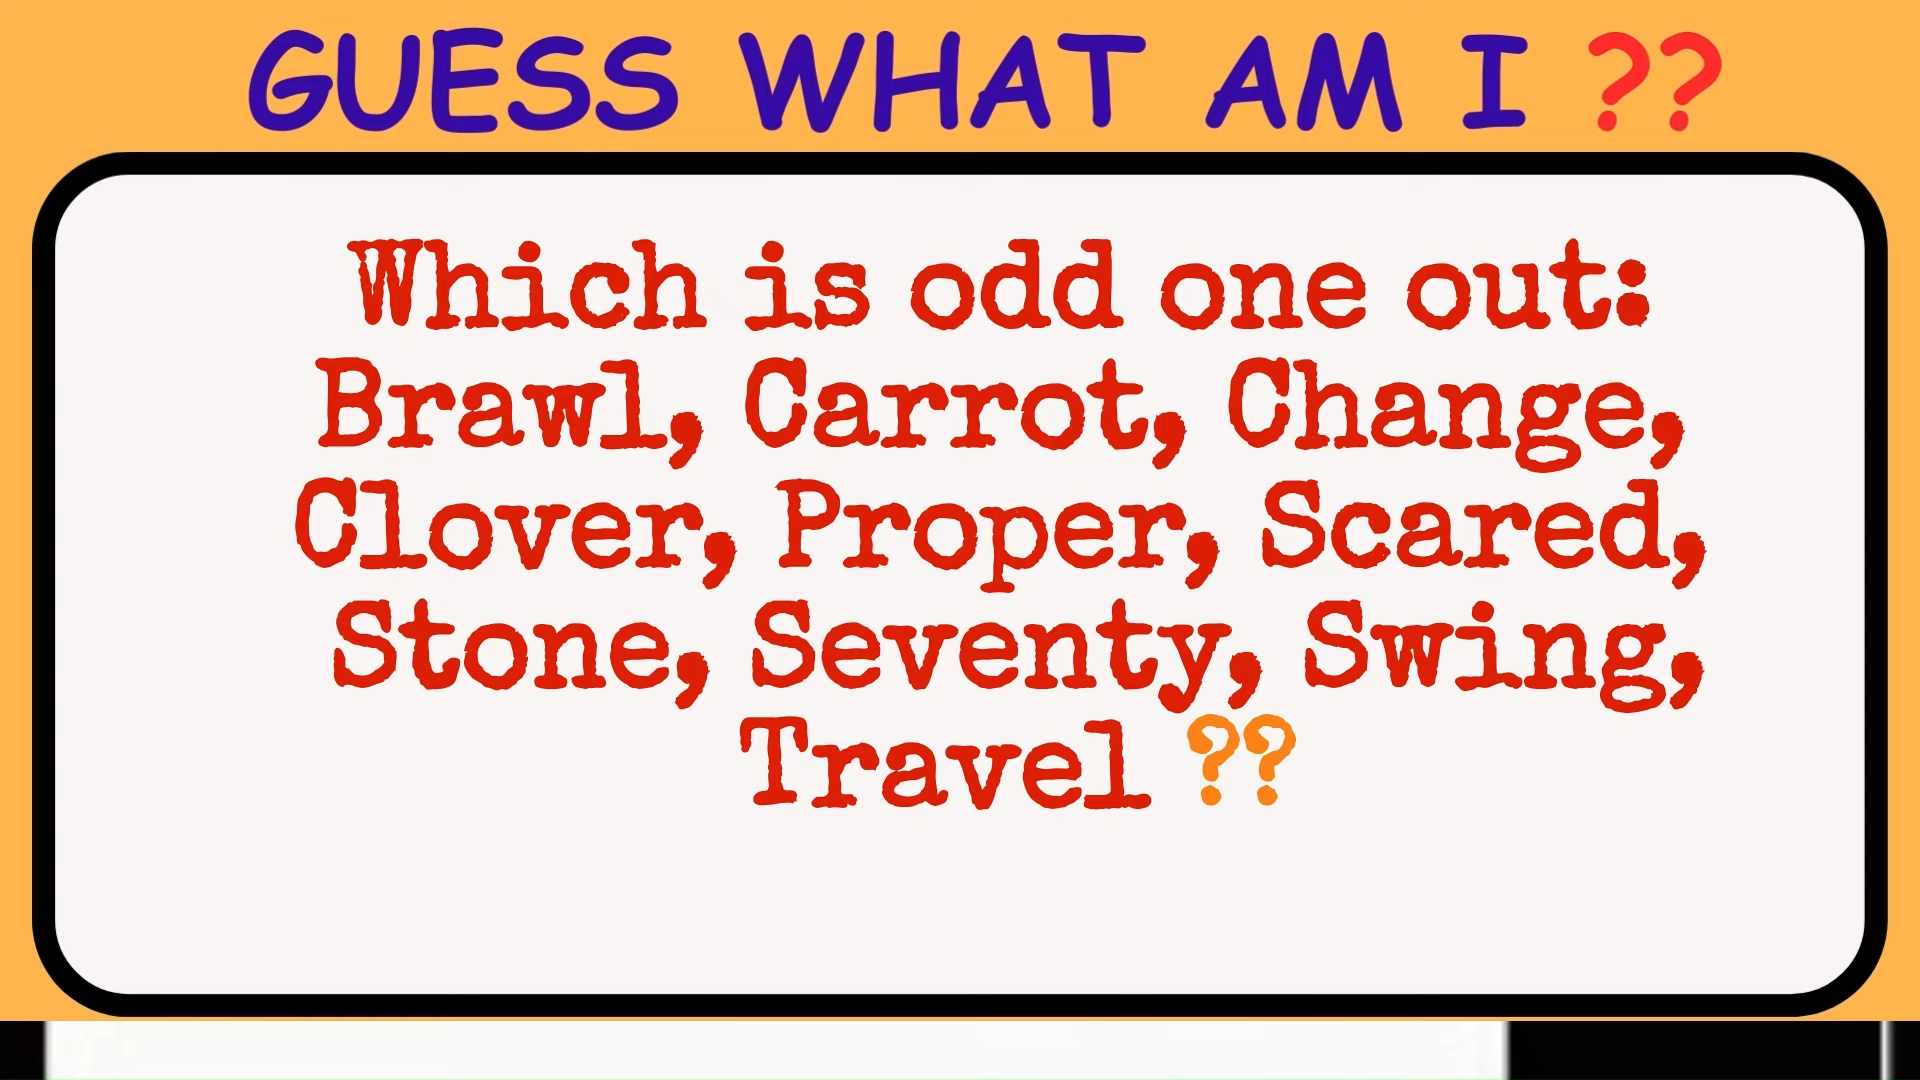 GUESS WHAT AM I ??
Which is odd one out:
Brawl, Carrot, Change,
Clover, Proper, Scared,
Stone, Seventy, Swing,
Travel ??